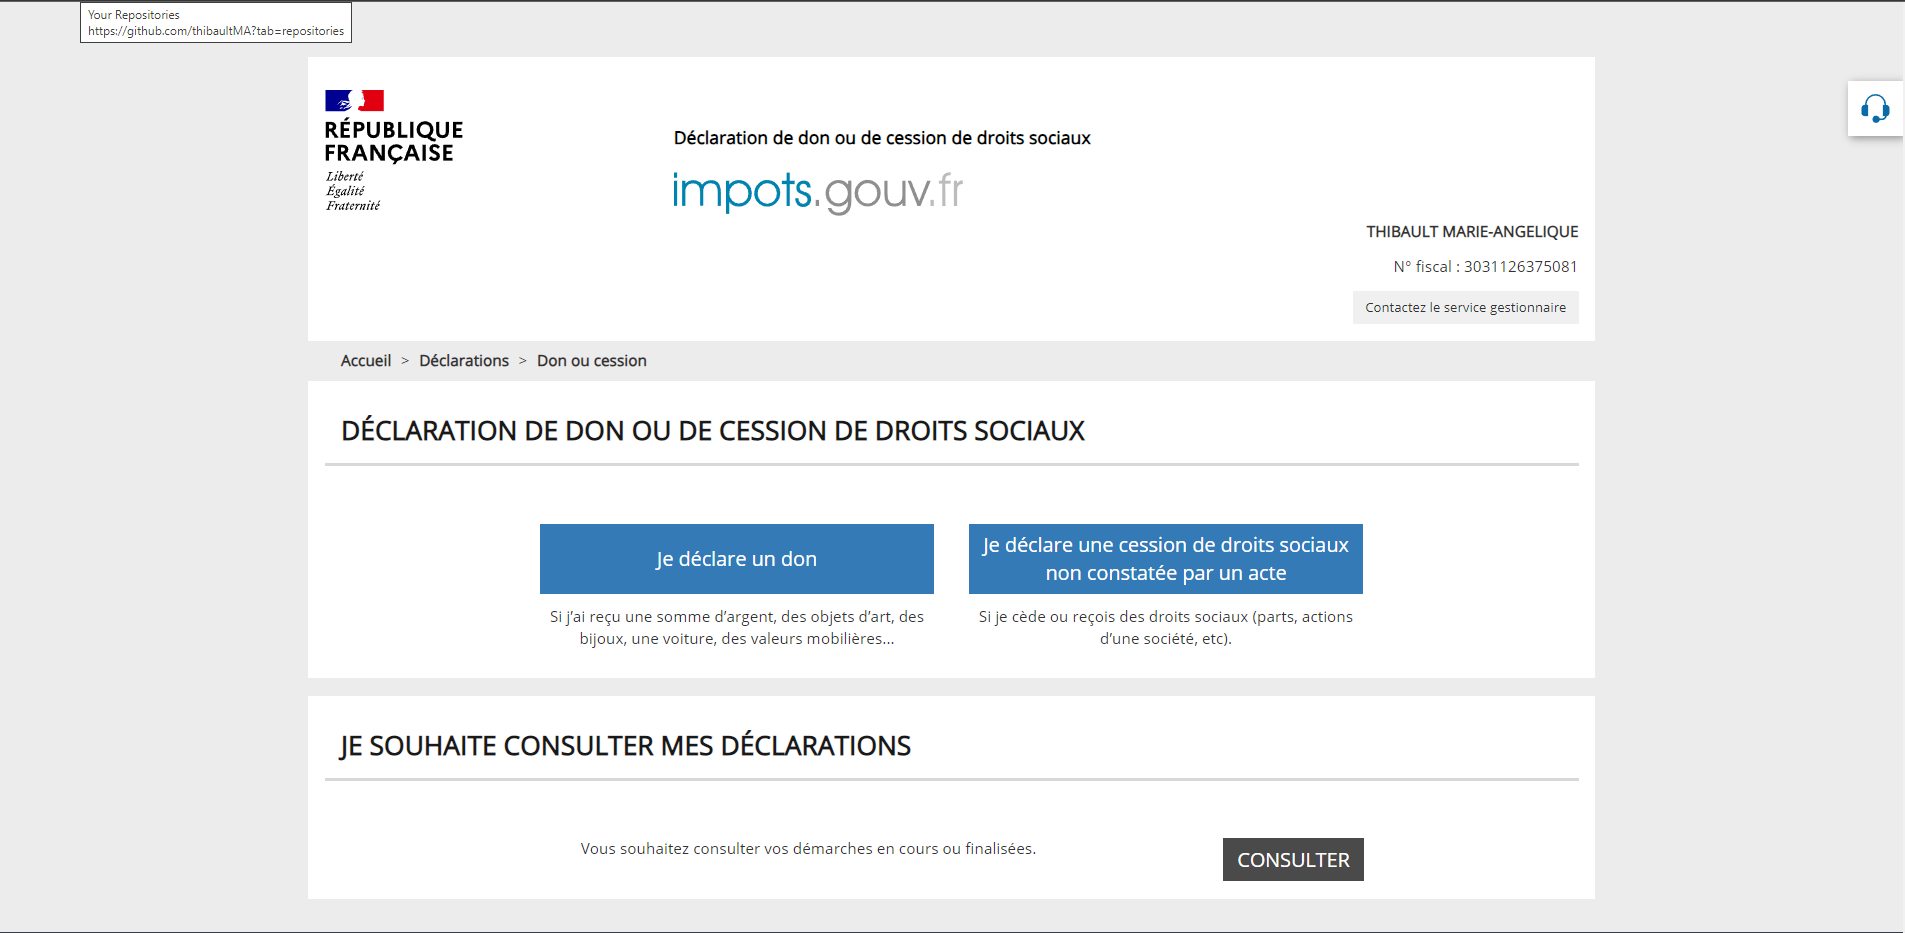 Your Repositories
https://github.com/thibaultMA?tab=repositories
RÉPUBLIQUE
FRANÇAISE
Liberté
Égalité
Fraternité
Déclaration de don ou de cession de droits sociaux
impots.gouv.fr
THIBAULT MARIE-ANGELIQUE
N° fiscal : 3031126375081
Contactez le service gestionnaire
Accueil > Déclarations > Don ou cession
DÉCLARATION DE DON OU DE CESSION DE DROITS SOCIAUX
Je déclare un don
Si j’ai reçu une somme d’argent, des objets d’art, des
bijoux, une voiture, des valeurs mobilières...
Je déclare une cession de droits sociaux
non constatée par un acte
Si je cède ou reçois des droits sociaux (parts, actions
d’une société, etc).
JE SOUHAITE CONSULTER MES DÉCLARATIONS
Vous souhaitez consulter vos démarches en cours ou finalisées.
CONSULTER